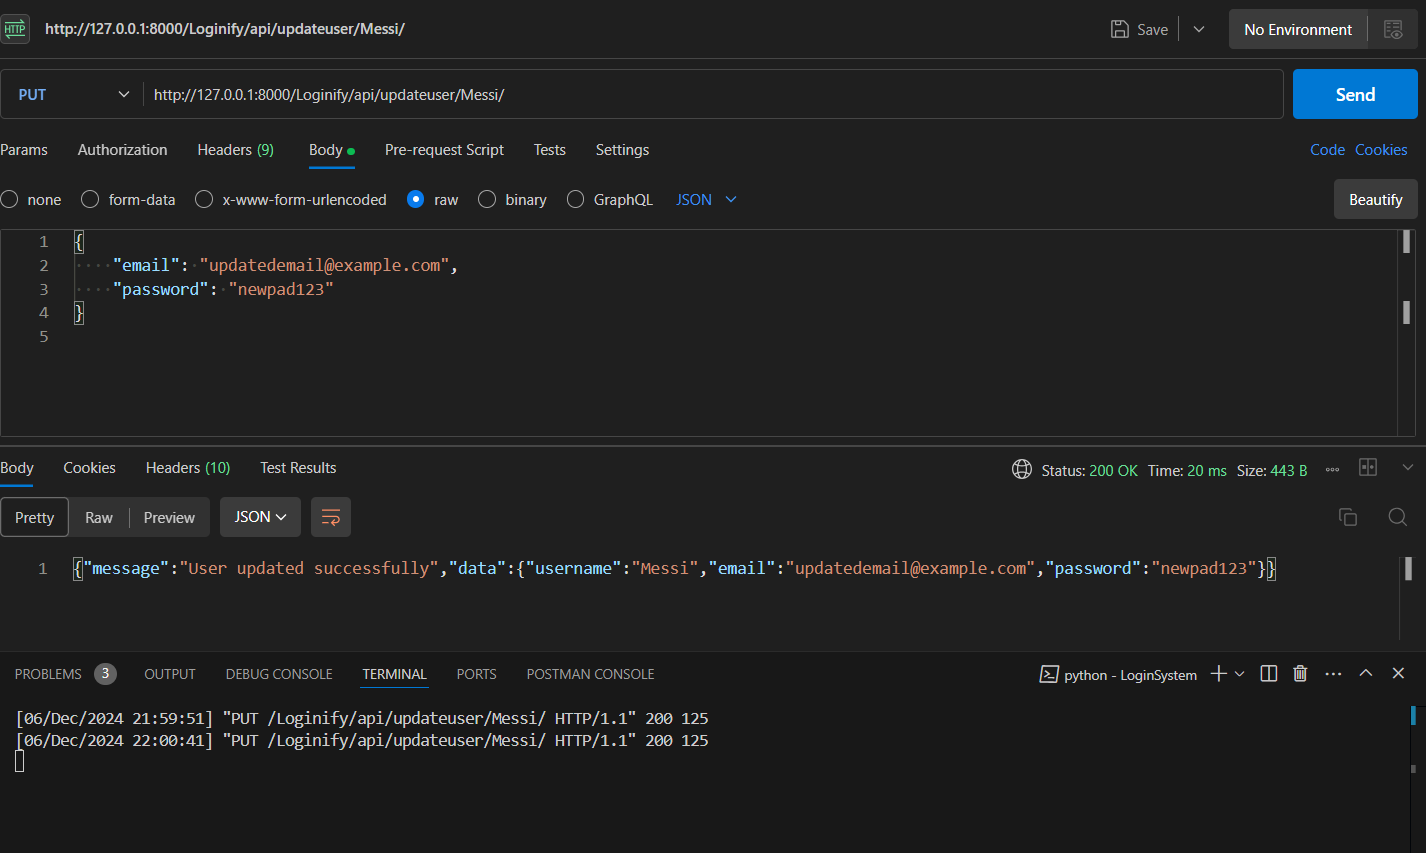 HTTP http://127.0.0.1:8000/Loginify/api/updateuser/Messi/ Save No Environment
PUT http://127.0.0.1:8000/Loginify/api/updateuser/Messi/ Send
Params Authorization Headers (9) Body Pre-request Script Tests Settings Code Cookies
none form-data x-www-form-urlencoded raw binary GraphQL JSON Beautify
1 {
2 "email": "updatedemail@example.com",
3 "password": "newpad123"
4 }
5
Body Cookies Headers (10) Test Results Status: 200 OK Time: 20 ms Size: 443 B
Pretty Raw Preview JSON
1 {"message":"User updated successfully","data":{"username":"Messi","email":"updatedemail@example.com","password":"newpad123"}}
PROBLEMS 3 OUTPUT DEBUG CONSOLE TERMINAL PORTS POSTMAN CONSOLE python - LoginSystem
[06/Dec/2024 21:59:51] "PUT /Loginify/api/updateuser/Messi/ HTTP/1.1" 200 125
[06/Dec/2024 22:00:41] "PUT /Loginify/api/updateuser/Messi/ HTTP/1.1" 200 125